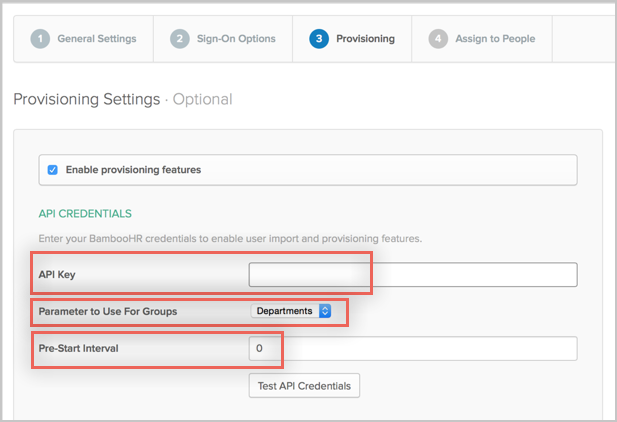 1 General Settings 2 Sign-On Options 3 Provisioning 4 Assign to People
Provisioning Settings · Optional
Enable provisioning features
API CREDENTIALS
Enter your BambooHR credentials to enable user import and provisioning features.
API Key
Parameter to Use For Groups Departments
Pre-Start Interval 0
Test API Credentials